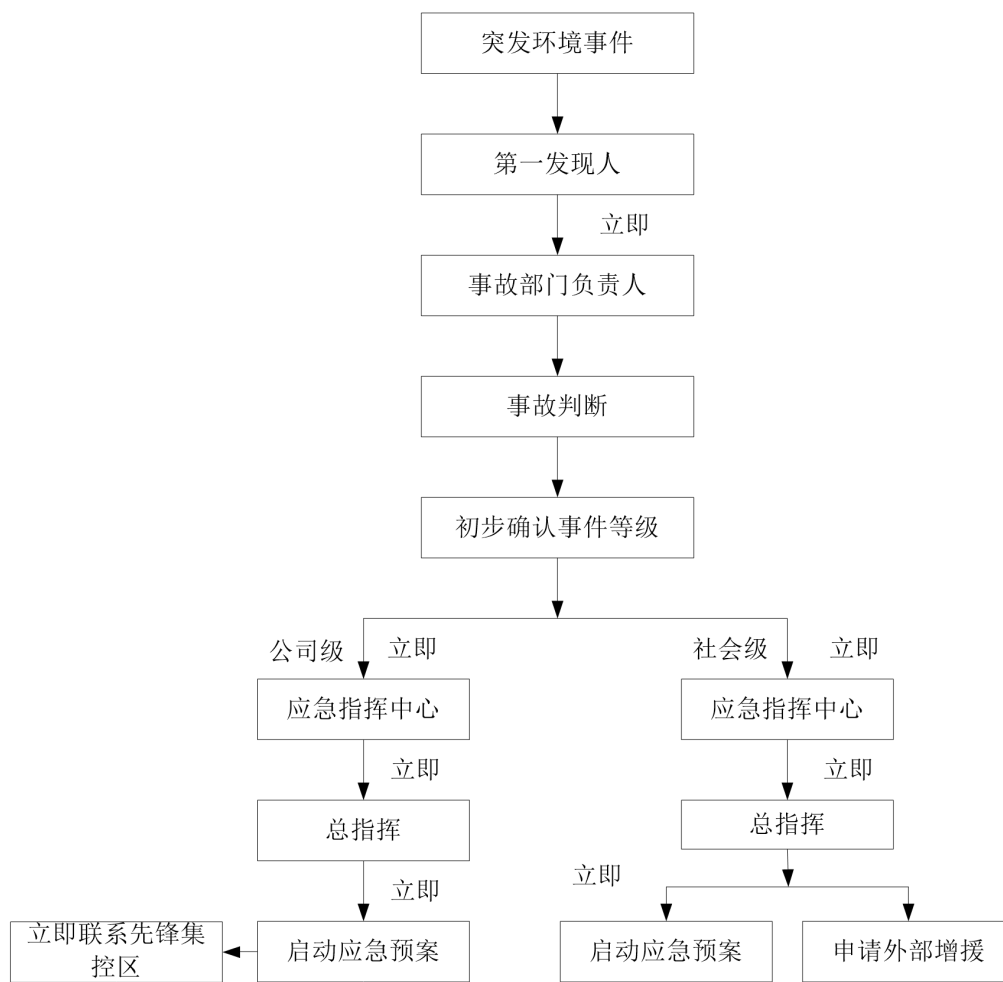 突发环境事件
第一发现人
立即
事故部门负责人
事故判断
初步确认事件等级
公司级
立即
社会级
立即
应急指挥中心
应急指挥中心
立即
立即
总指挥
总指挥
立即
立即
立即联系先锋集
控区
启动应急预案
启动应急预案
申请外部增援